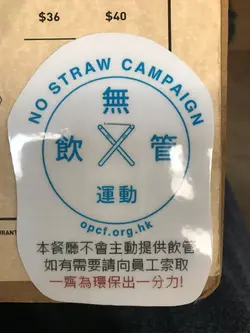 $36 $40
NO STRAW CAMPAIGN
無
飲管
運動
opcf.org.hk
本餐廳不會主動提供飲管
如有需要請向員工索取
一齊為環保出一分力!